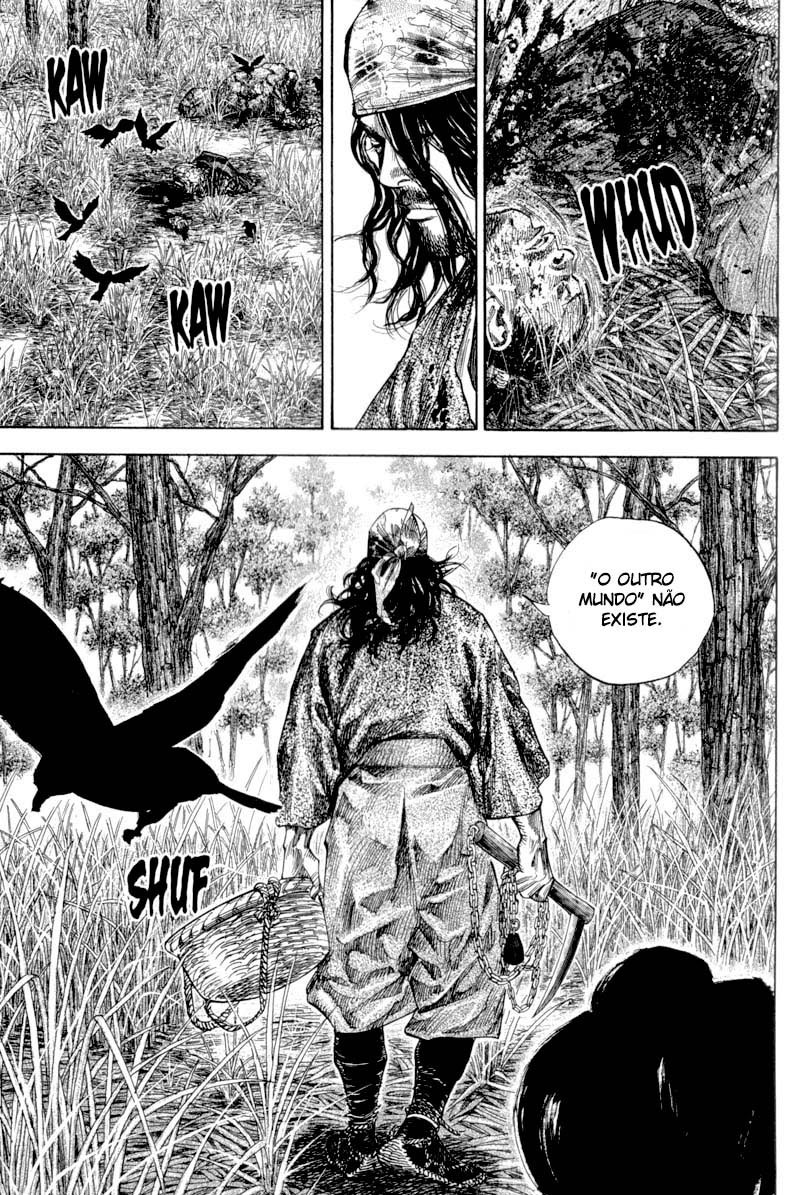 WHUD
KAW
KAW
"O OUTRO
MUNDO" NÃO
EXISTE.
SHUF